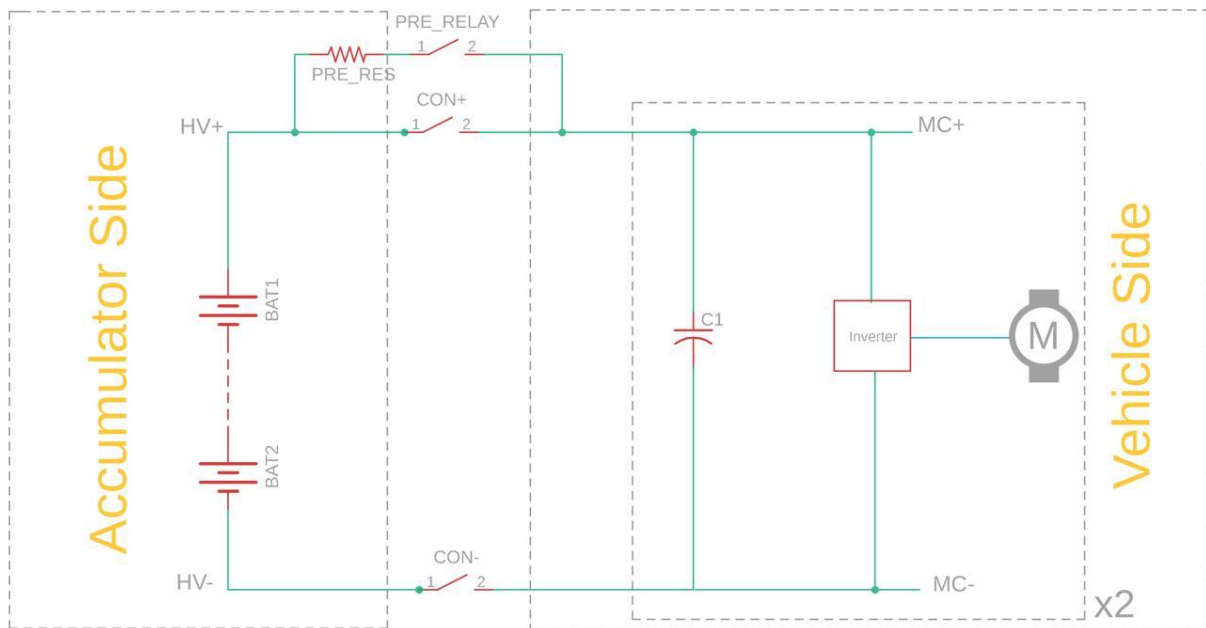 PRE_RELAY
1 2
PRE_RES
CON+
1 2
HV+
MC+
Accumulator Side
BAT1
C1
Inverter
M
Vehicle Side
BAT2
CON-
1 2
HV-
MC-
x2